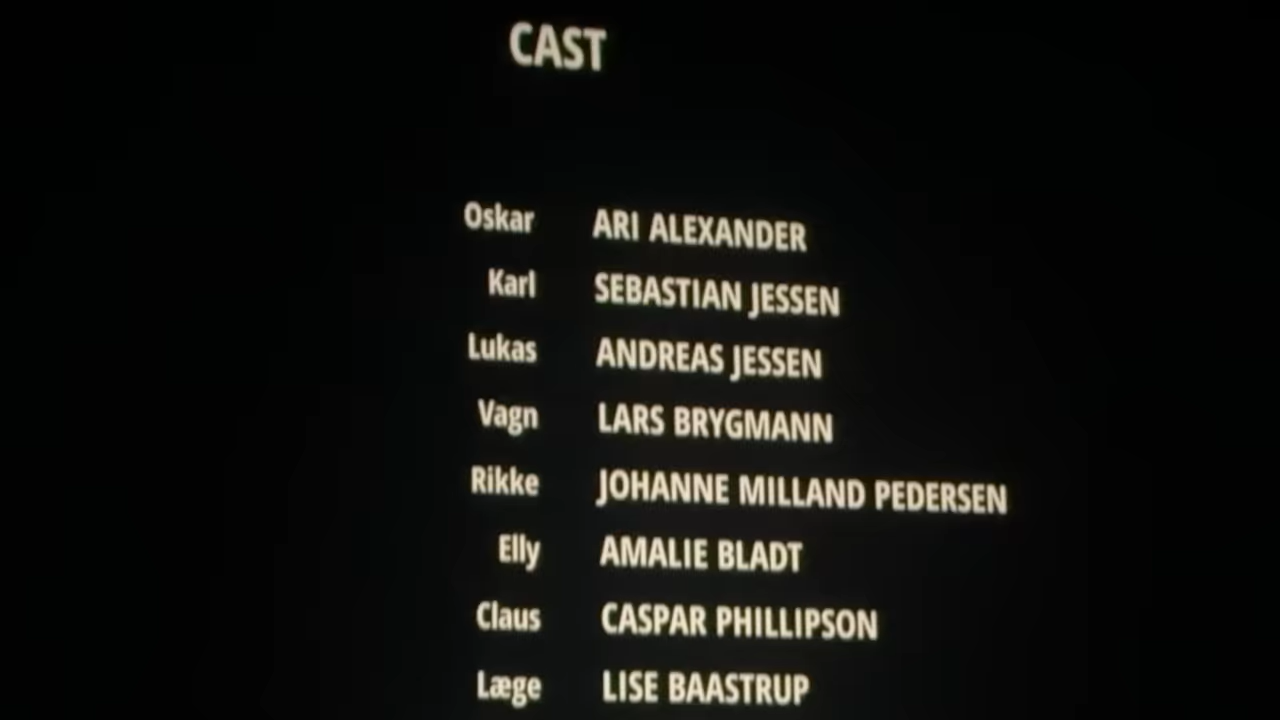 CAST
Oskar ARI ALEXANDER
Karl SEBASTIAN JESSEN
Lukas ANDREAS JESSEN
Vagn LARS BRYGMANN
Rikke JOHANNE MILLAND PEDERSEN
Elly AMALIE BLADT
Claus CASPAR PHILLIPSON
Læge LISE BAASTRUP